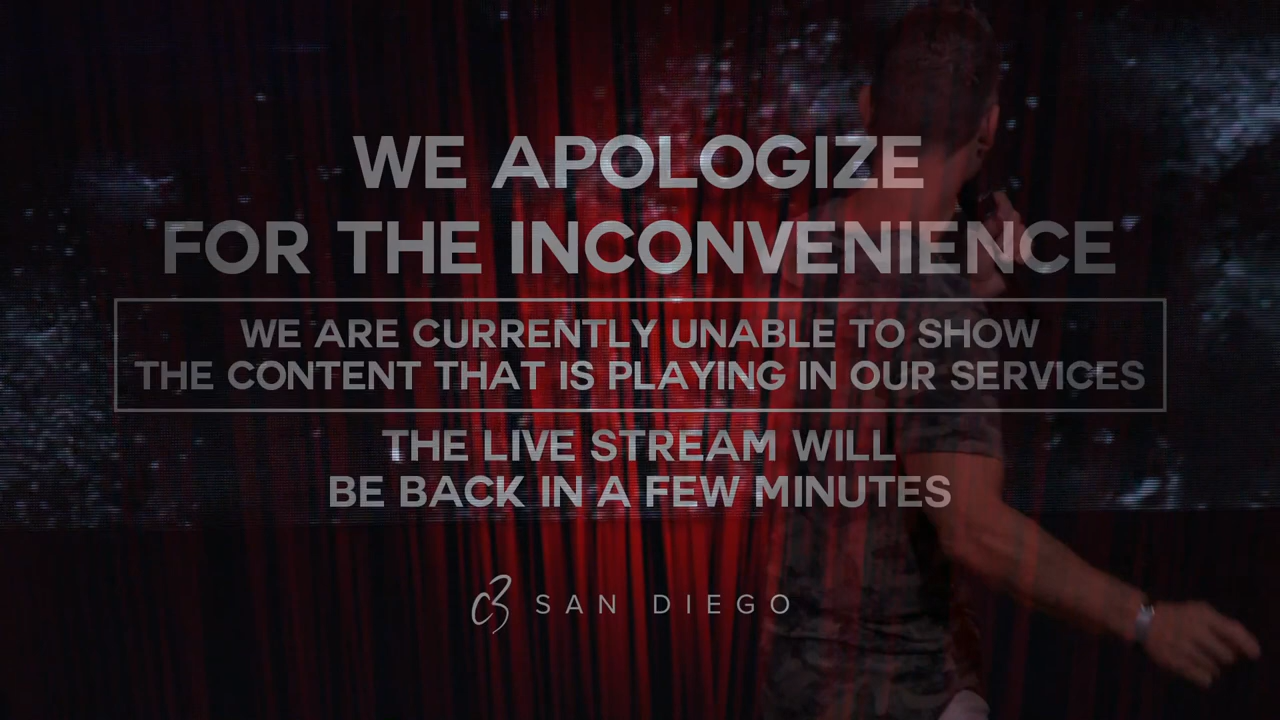 WE APOLOGIZE
FOR THE INCONVENIENCE
WE ARE CURRENTLY UNABLE TO SHOW
THE CONTENT THAT IS PLAYING IN OUR SERVICES
THE LIVE STREAM WILL
BE BACK IN A FEW MINUTES
C3 SAN DIEGO